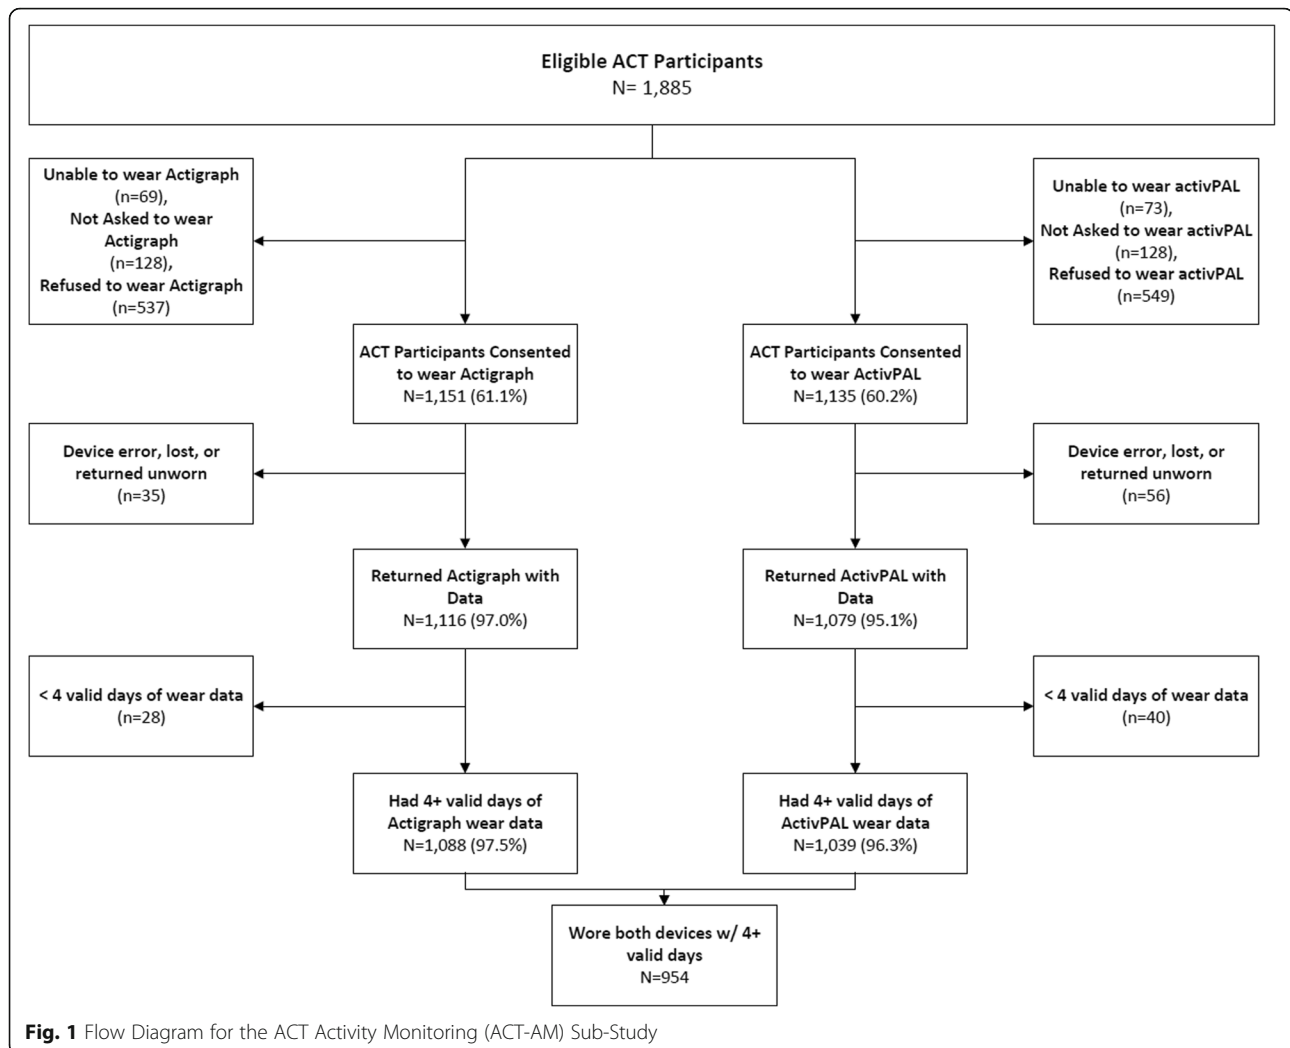 Eligible ACT Participants
N= 1,885
Unable to wear Actigraph
(n=69),
Not Asked to wear
Actigraph
(n=128),
Refused to wear Actigraph
(n=537)
Unable to wear activPAL
(n=73),
Not Asked to wear activPAL
(n=128),
Refused to wear activPAL
(n=549)
ACT Participants Consented
to wear Actigraph
N=1,151 (61.1%)
ACT Participants Consented
to wear ActivPAL
N=1,135 (60.2%)
Device error, lost, or
returned unworn
(n=35)
Device error, lost, or
returned unworn
(n=56)
Returned Actigraph with
Data
N=1,116 (97.0%)
Returned ActivPAL with
Data
N=1,079 (95.1%)
< 4 valid days of wear data
(n=28)
< 4 valid days of wear data
(n=40)
Had 4+ valid days of
Actigraph wear data
N=1,088 (97.5%)
Had 4+ valid days of
ActivPAL wear data
N=1,039 (96.3%)
Wore both devices w/ 4+
valid days
N=954
Fig. 1 Flow Diagram for the ACT Activity Monitoring (ACT-AM) Sub-Study